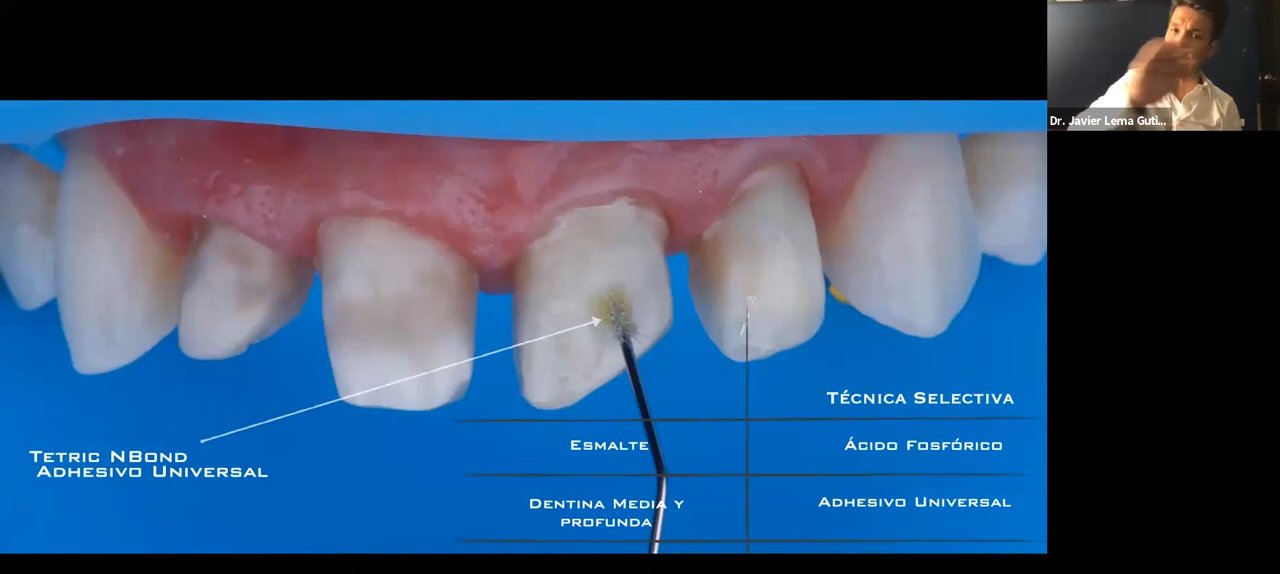 Dr. Javier Lema Guti...
TÉCNICA SELECTIVA
ESMALTE
ÁCIDO FOSFÓRICO
TETRIC NBOND
ADHESIVO UNIVERSAL
DENTINA MEDIA Y
PROFUNDA
ADHESIVO UNIVERSAL